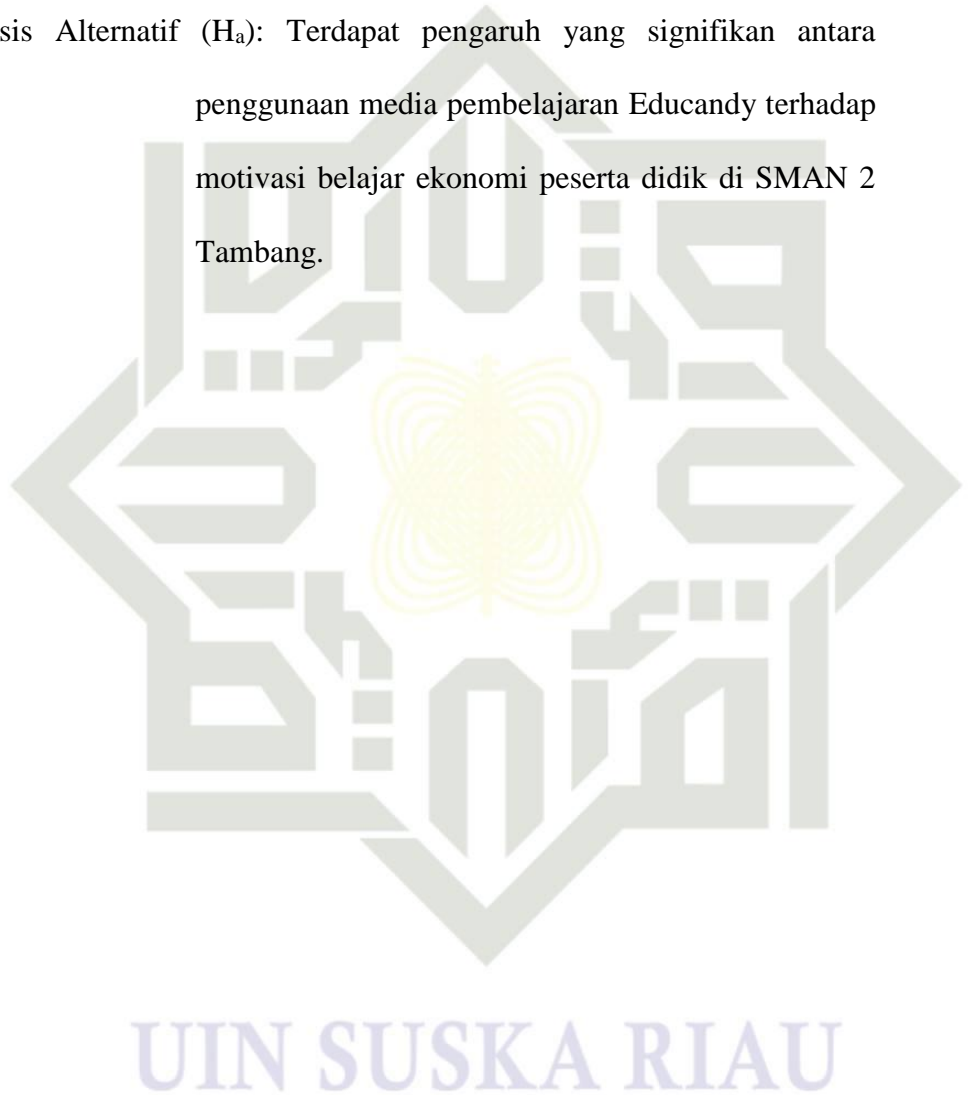 sis Alternatif (Hₐ): Terdapat pengaruh yang signifikan antara
penggunaan media pembelajaran Educandy terhadap
motivasi belajar ekonomi peserta didik di SMAN 2
Tambang.
UIN SUSKA RIAU